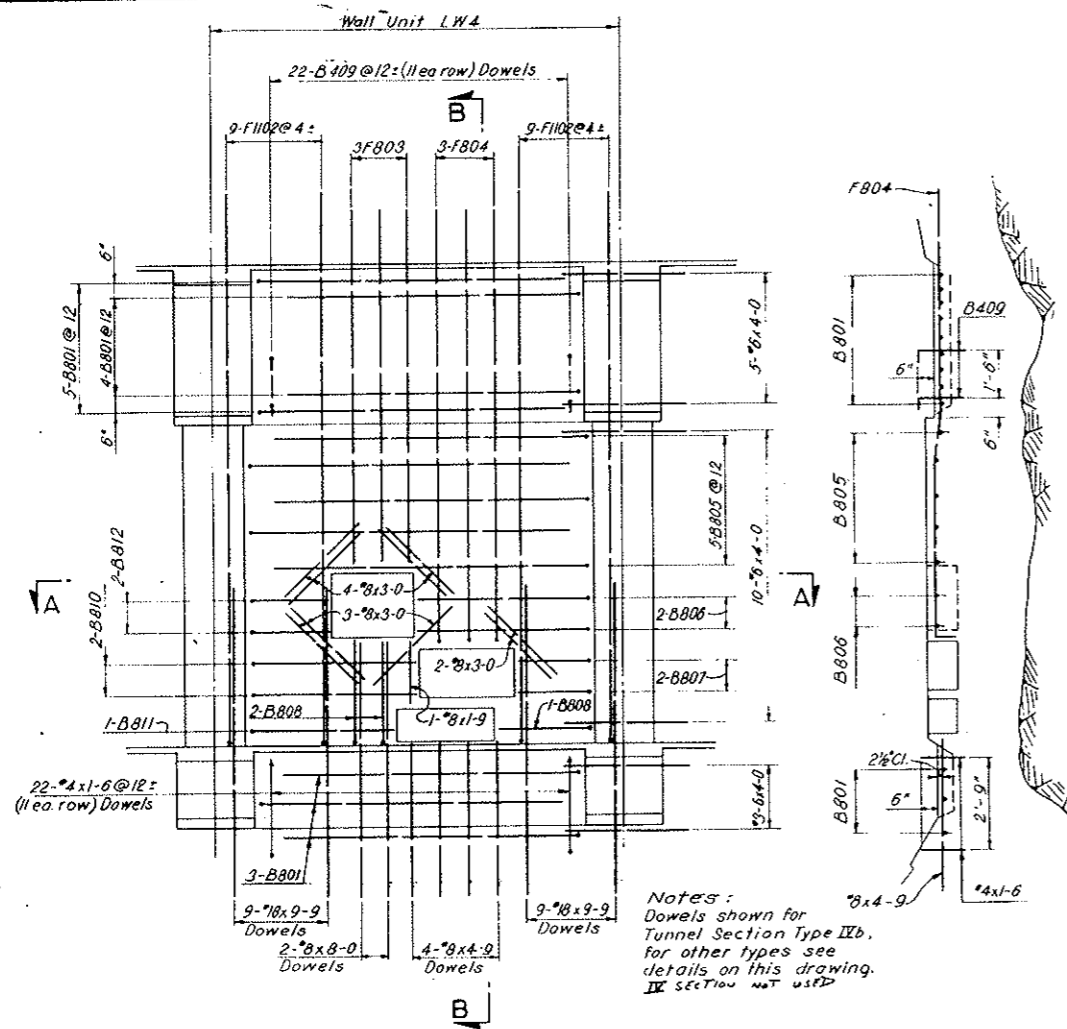 Wall Unit LW4
22-B409@12± (11ea row) Dowels
B
9-F1102@4±
3F803
3-F804
9-F1102@4±
F804
6"
5-B801@12
4-B801@12
6"
5-#6x4-0
B801
B409
6"
1'-6"
6"
2-B812
2-B810
5-B805@12
10-#6x4-0
B805
A
A
4-#8x3-0
3-#8x3-0
2-B806
2-#8x3-0
2-B807
B806
2-B808
1-#8x1-9
1-B808
1-B811
22-#4x1-6@12±
(11 ea. row) Dowels
2½"Cl.
6"
B801
2'-9"
#3-6x4-0
3-B801
#8x4-9
#4x1-6
9-#18x9-9
Dowels
9-#18x9-9
Dowels
2-#8x8-0
Dowels
4-#8x4-9
Dowels
B
Notes:
Dowels shown for
Tunnel Section Type IVb,
for other types see
details on this drawing.
IV SECTION NOT USED